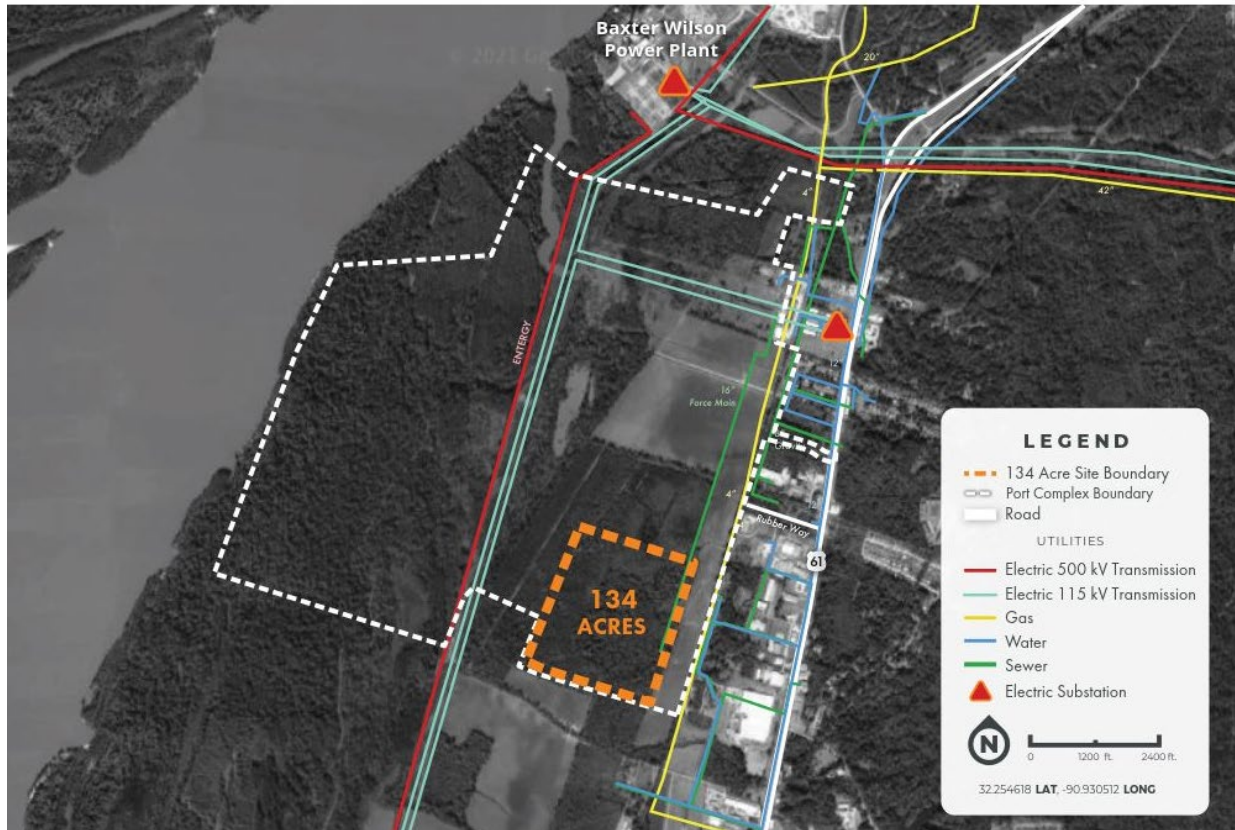 Baxter Wilson
Power Plant
© 2021
20"
4"
42"
ENTERGY
12"
16"
Force Main
4"
12"
Rubber Way
61
134
ACRES
LEGEND
134 Acre Site Boundary
Port Complex Boundary
Road
UTILITIES
Electric 500 kV Transmission
Electric 115 kV Transmission
Gas
Water
Sewer
Electric Substation
N
0 1200 ft. 2400 ft.
32.254618 LAT, -90.930512 LONG